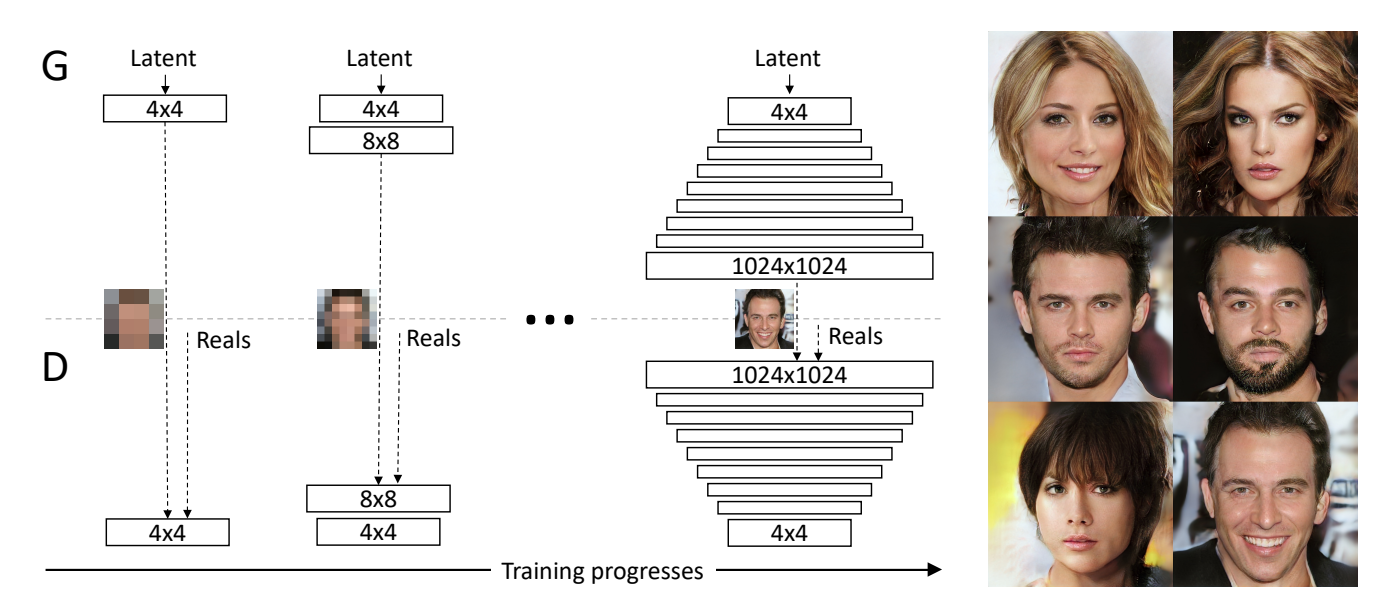 G
Latent
4x4
Latent
4x4
8x8
Latent
4x4
1024x1024
Reals
Reals
Reals
D
1024x1024
4x4
8x8
4x4
4x4
Training progresses